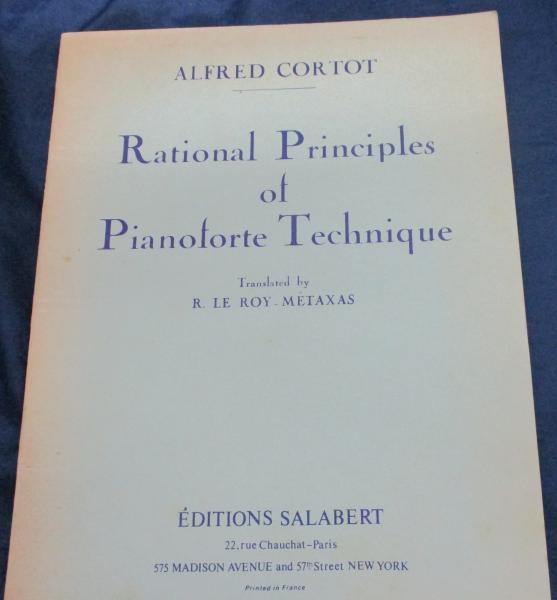 ALFRED CORTOT
Rational Principles
of
Pianoforte Technique
Translated by
R. LE ROY-MÉTAXAS
ÉDITIONS SALABERT
22, rue Chauchat-Paris
575 MADISON AVENUE and 57th Street NEW YORK
Printed in France